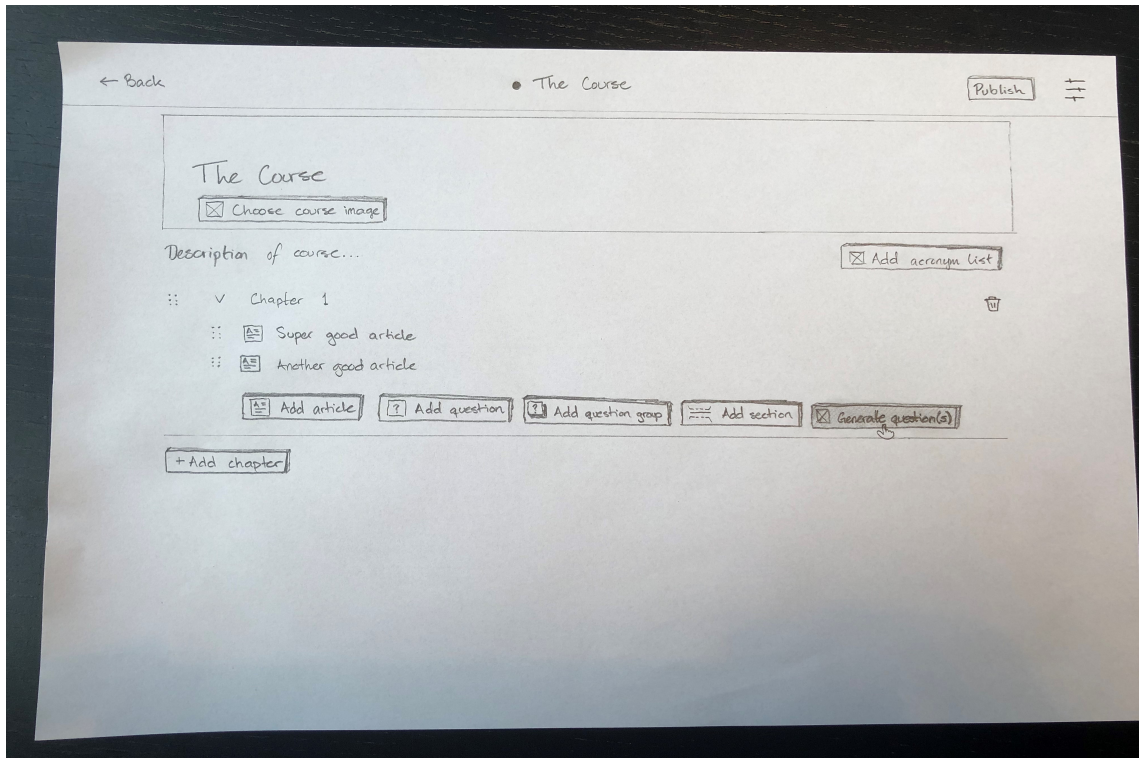 ← Back
The Course
Publish
The Course
Choose course image
Description of course...
Add acronym list
Chapter 1
Super good article
Another good article
Add article
Add question
Add question group
Add section
Generate question(s)
+ Add chapter